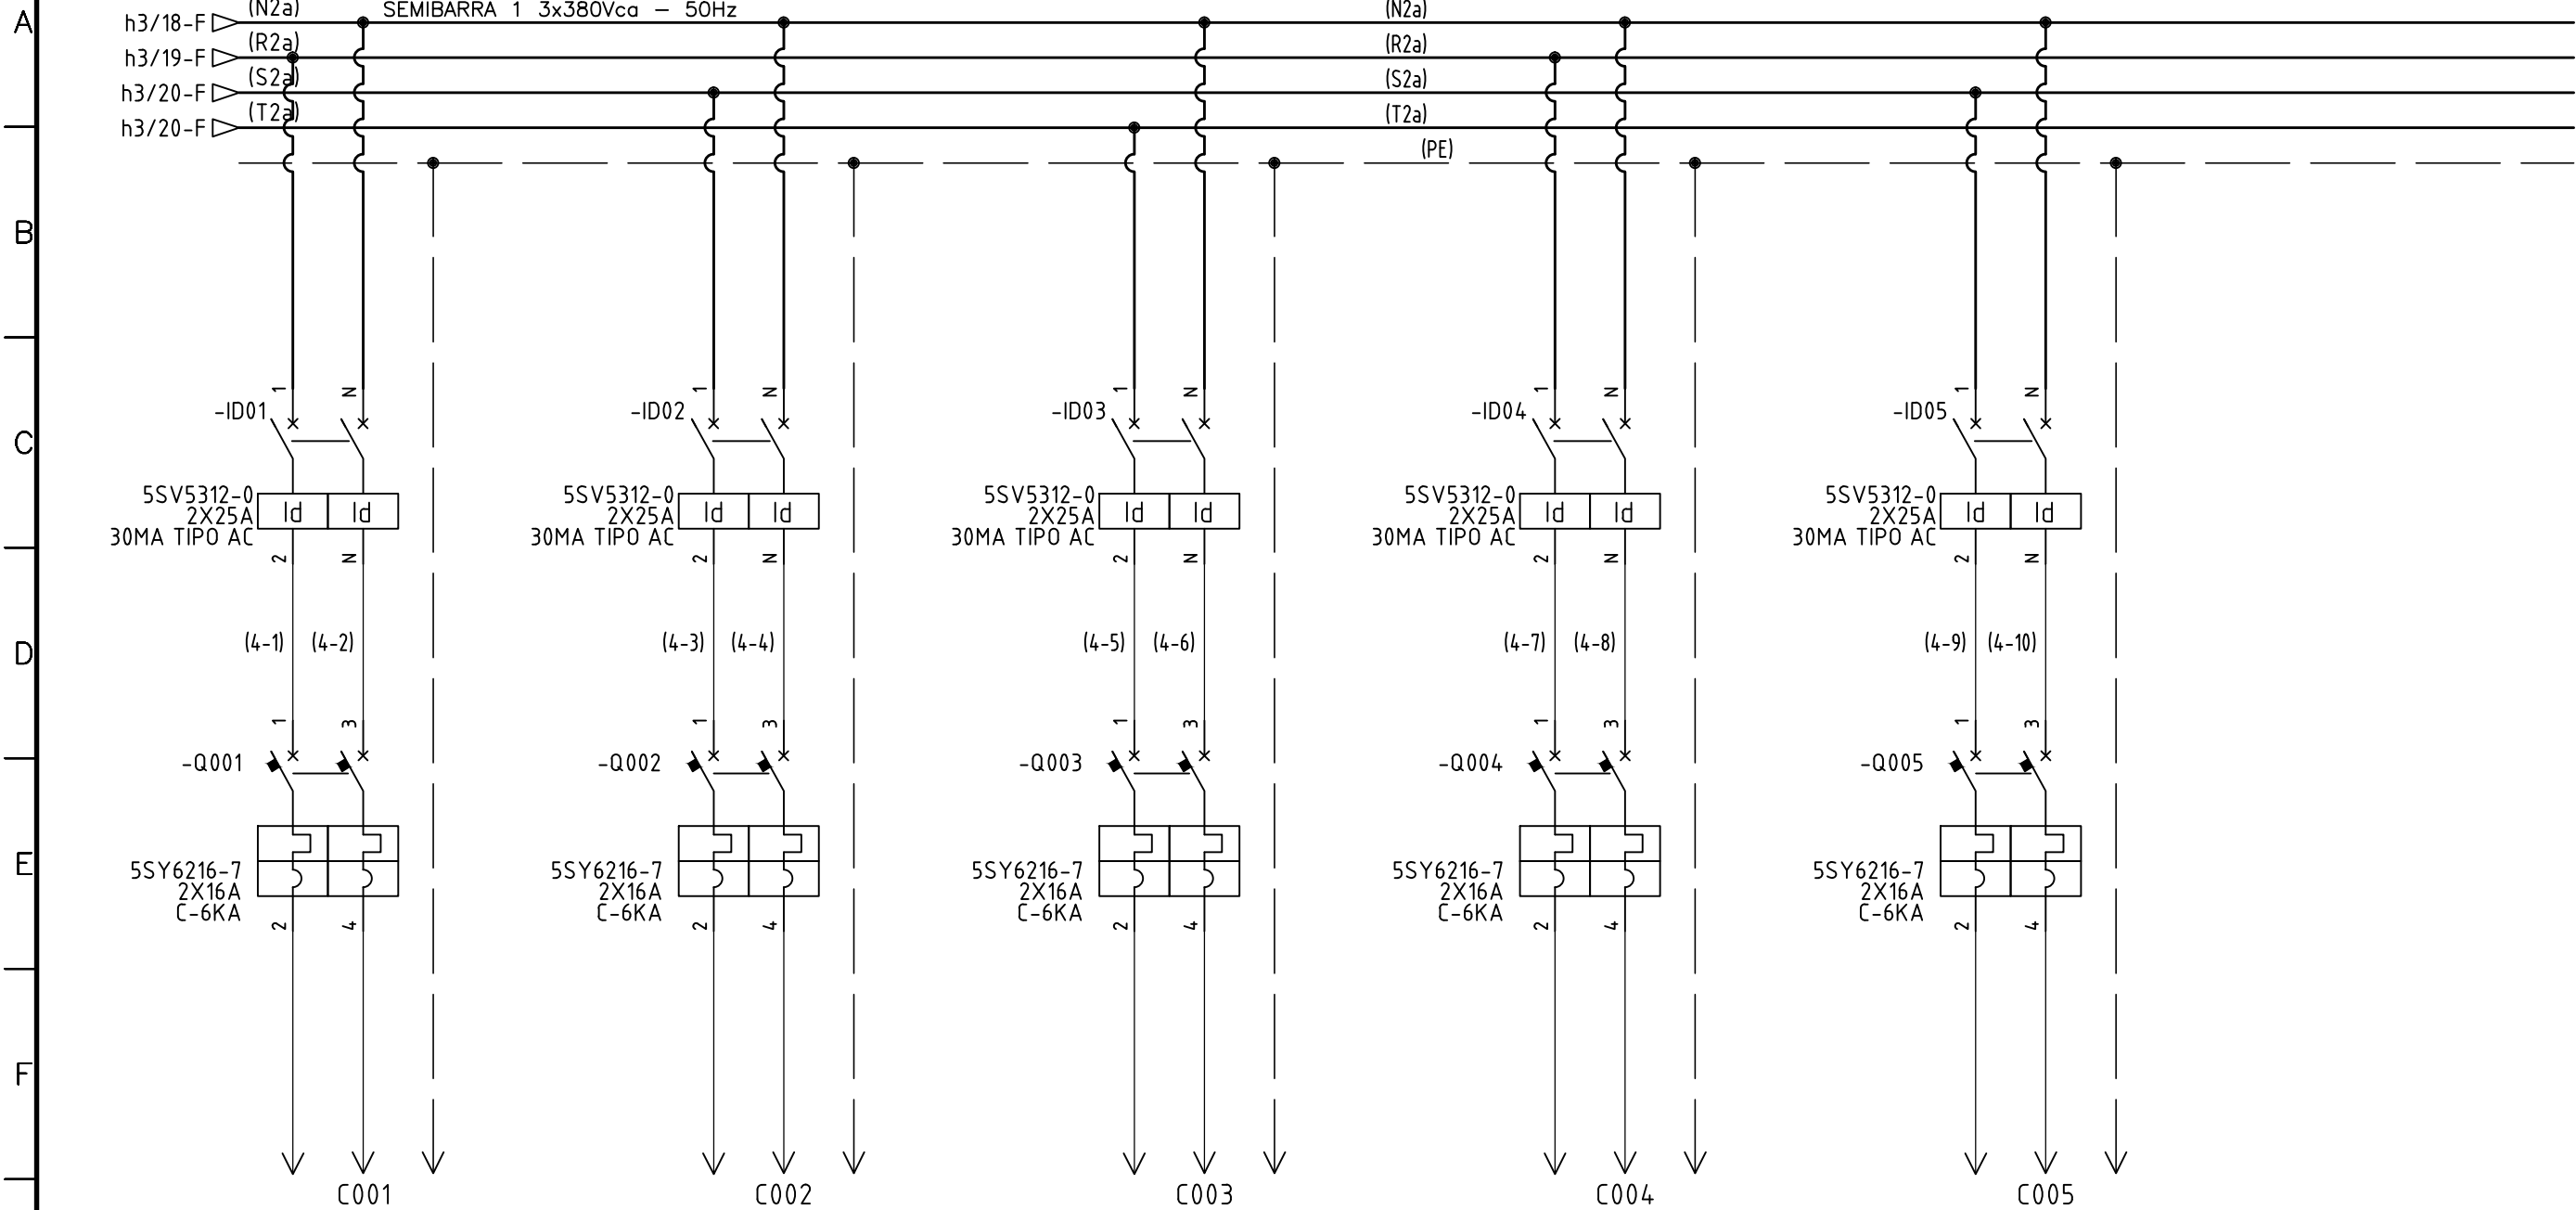 A
(N2a) SEMIBARRA 1 3x380Vca - 50Hz (N2a)
h3/18-F
(R2a) (R2a)
h3/19-F
(S2a) (S2a)
h3/20-F
(T2a) (T2a)
h3/20-F
(PE)
B
1 N 1 N 1 N 1 N 1 N
-ID01 -ID02 -ID03 -ID04 -ID05
C
5SV5312-0 5SV5312-0 5SV5312-0 5SV5312-0 5SV5312-0
Id Id Id Id Id Id Id Id Id Id
2X25A 2X25A 2X25A 2X25A 2X25A
30MA TIPO AC 30MA TIPO AC 30MA TIPO AC 30MA TIPO AC 30MA TIPO AC
2 N 2 N 2 N 2 N 2 N
(4-1) (4-2) (4-3) (4-4) (4-5) (4-6) (4-7) (4-8) (4-9) (4-10)
D
1 3 1 3 1 3 1 3 1 3
-Q001 -Q002 -Q003 -Q004 -Q005
E
5SY6216-7 5SY6216-7 5SY6216-7 5SY6216-7 5SY6216-7
2X16A 2X16A 2X16A 2X16A 2X16A
C-6KA C-6KA C-6KA C-6KA C-6KA
2 4 2 4 2 4 2 4 2 4
F
C001 C002 C003 C004 C005